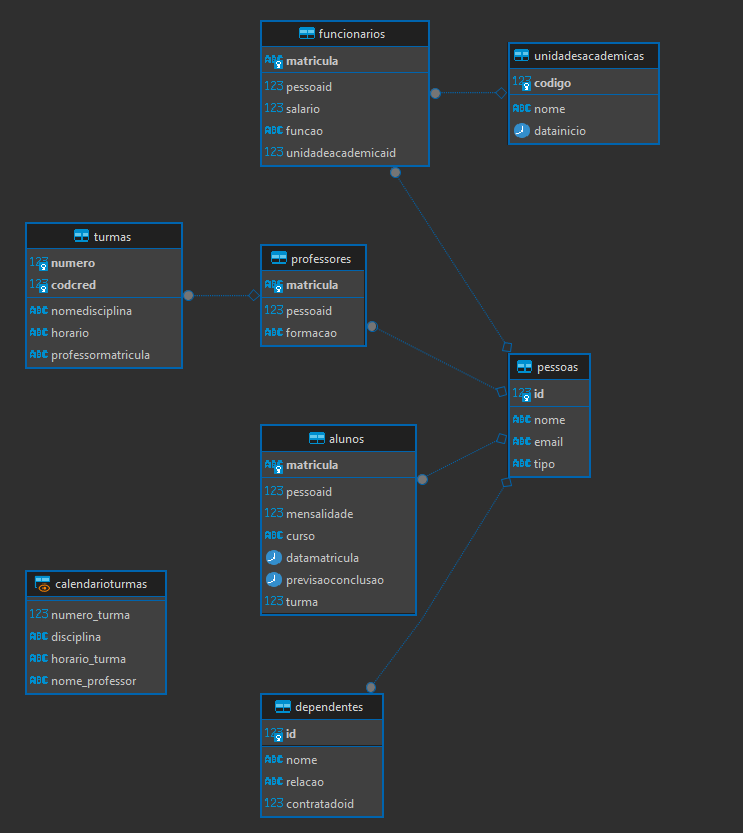 funcionarios
ABC matricula
123 pessoaid
123 salario
ABC funcao
123 unidadeacademicaid
unidadesacademicas
123 codigo
ABC nome
datainicio
turmas
123 numero
123 codcred
ABC nomedisciplina
ABC horario
ABC professormatricula
professores
ABC matricula
123 pessoaid
ABC formacao
pessoas
123 id
ABC nome
ABC email
ABC tipo
alunos
ABC matricula
123 pessoaid
123 mensalidade
ABC curso
datamatricula
previsaoconclusao
123 turma
calendarioturmas
123 numero_turma
ABC disciplina
ABC horario_turma
ABC nome_professor
dependentes
123 id
ABC nome
ABC relacao
123 contratadoid